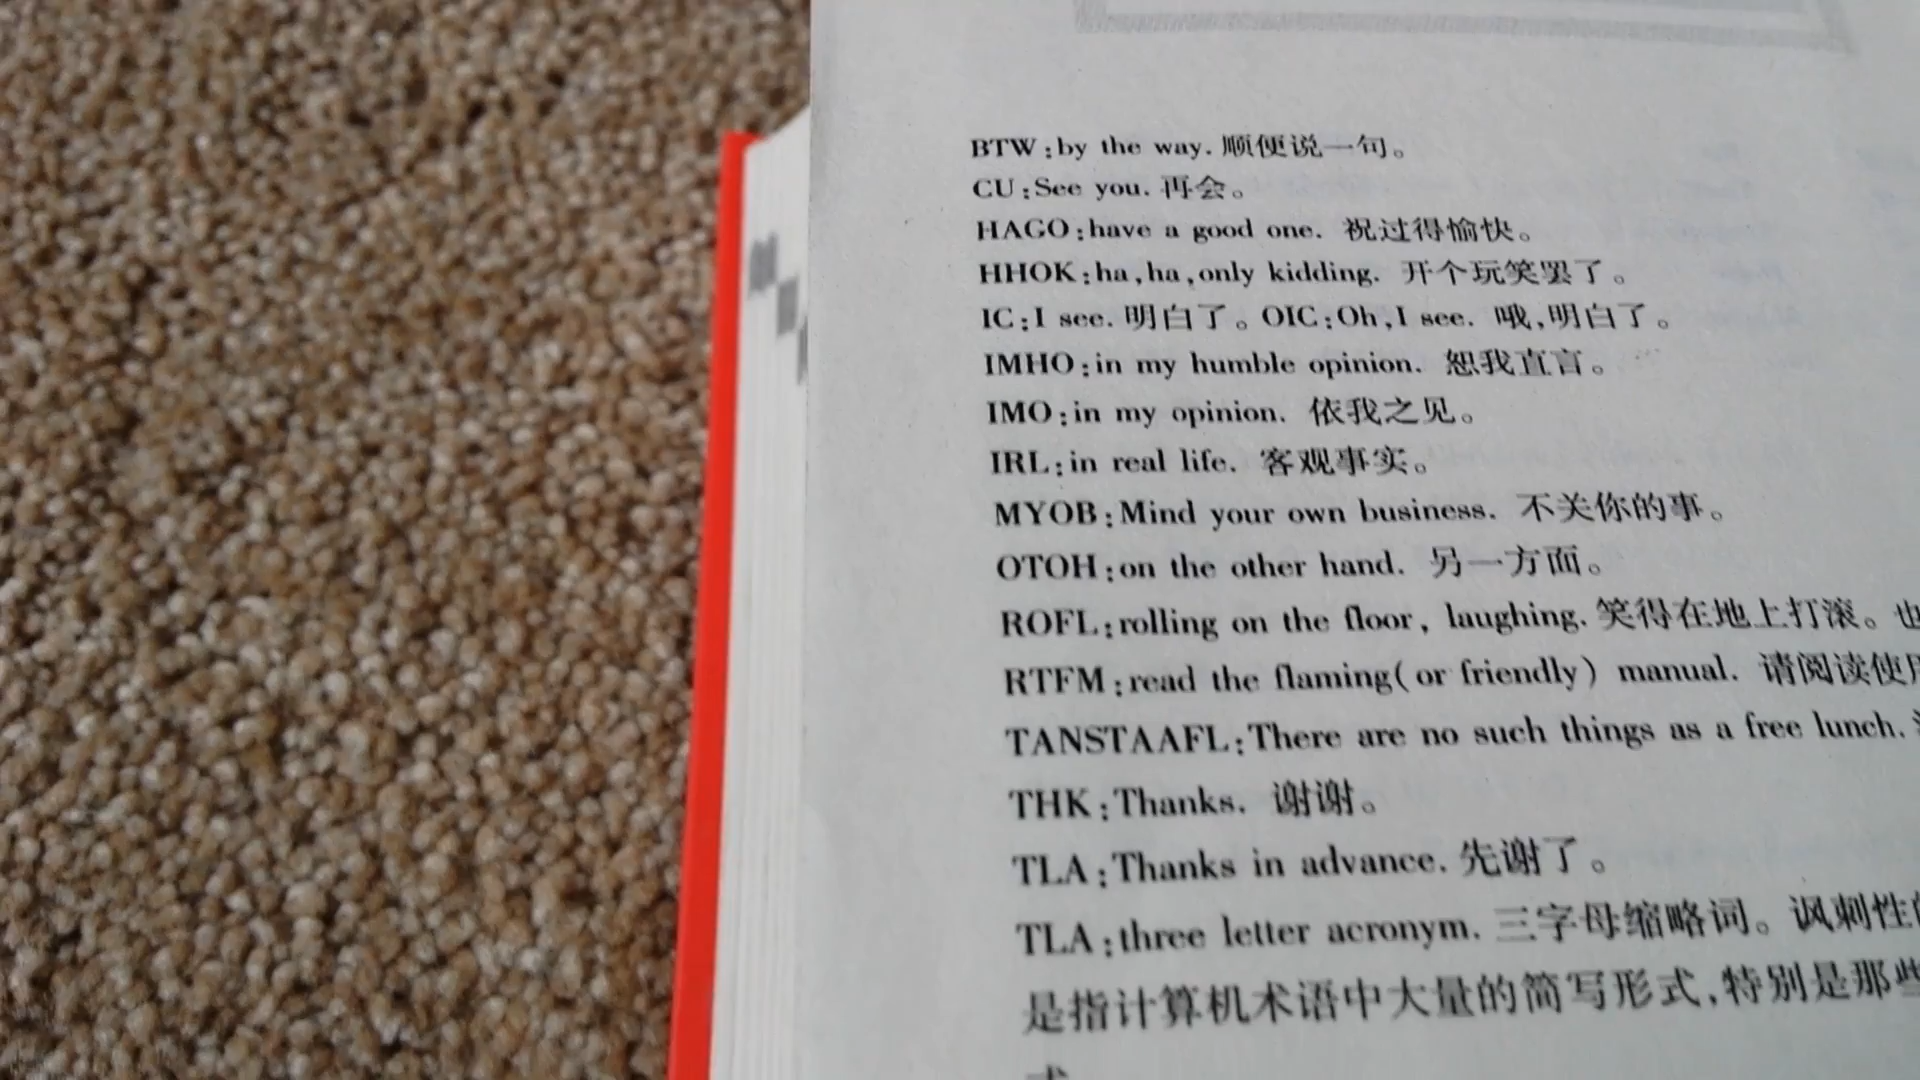 BTW:by the way. 顺便说一句。
CU:See you. 再会。
HAGO:have a good one. 祝过得愉快。
HHOK:ha,ha,only kidding. 开个玩笑罢了。
IC:I see. 明白了。OIC:Oh,I see. 哦,明白了。
IMHO:in my humble opinion. 恕我直言。
IMO:in my opinion. 依我之见。
IRL:in real life. 客观事实。
MYOB:Mind your own business. 不关你的事。
OTOH:on the other hand. 另一方面。
ROFL:rolling on the floor, laughing. 笑得在地上打滚。也
RTFM:read the flaming(or friendly) manual. 请阅读使用
TANSTAAFL:There are no such things as a free lunch.
THK:Thanks. 谢谢。
TLA:Thanks in advance. 先谢了。
TLA:three letter acronym. 三字母缩略词。讽刺性的
是指计算机术语中大量的简写形式,特别是那些